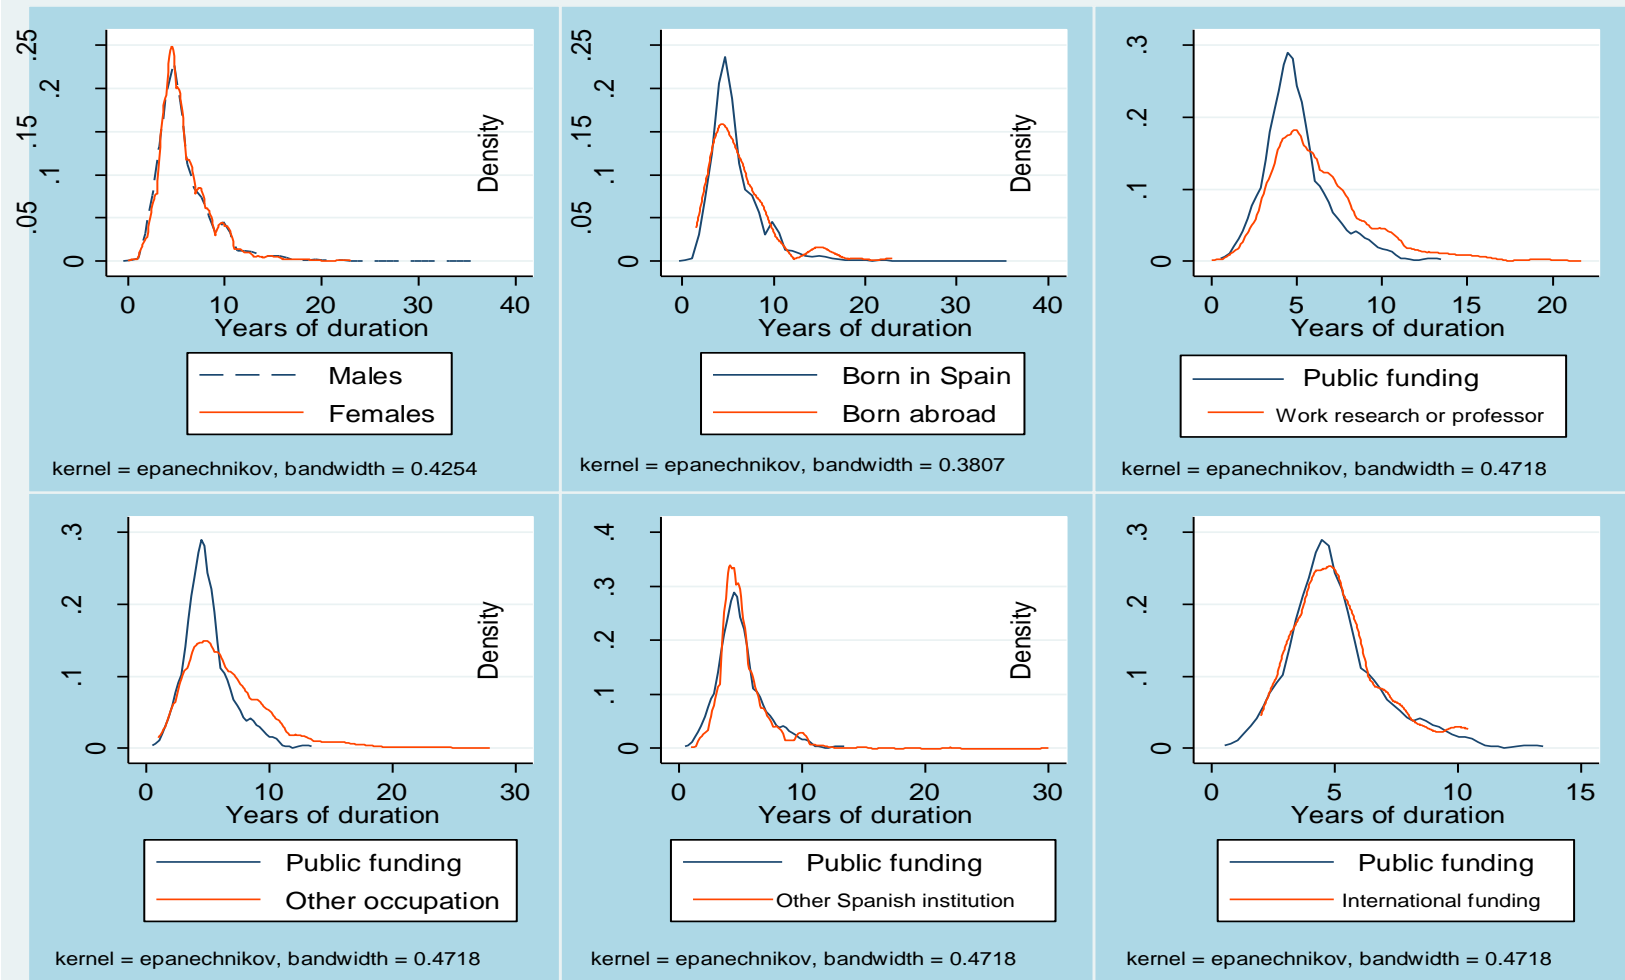 .25
.2
.15
.1
.05
0
0 10 20 30 40
Years of duration
Males
Females
kernel = epanechnikov, bandwidth = 0.4254
Density
.25
.2
.15
.1
.05
0
0 10 20 30 40
Years of duration
Born in Spain
Born abroad
kernel = epanechnikov, bandwidth = 0.3807
Density
.3
.2
.1
0
0 5 10 15 20
Years of duration
Public funding
Work research or professor
kernel = epanechnikov, bandwidth = 0.4718
.3
.2
.1
0
0 10 20 30
Years of duration
Public funding
Other occupation
kernel = epanechnikov, bandwidth = 0.4718
Density
.4
.3
.2
.1
0
0 10 20 30
Years of duration
Public funding
Other Spanish institution
kernel = epanechnikov, bandwidth = 0.4718
Density
.3
.2
.1
0
0 5 10 15
Years of duration
Public funding
International funding
kernel = epanechnikov, bandwidth = 0.4718